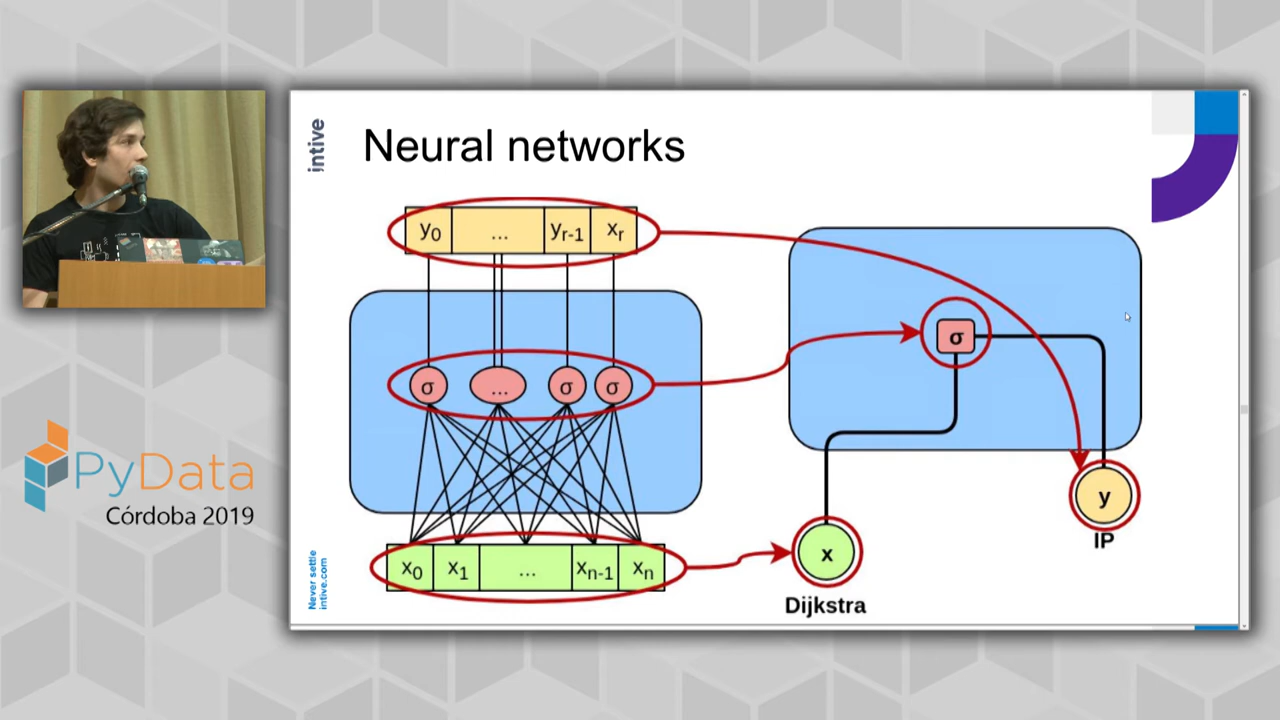 intive
Neural networks
y0 ... yr-1 xr
σ ... σ σ
σ
x0 x1 ... xn-1 xn
x
Dijkstra
y
IP
Never settle
intive.com
PyData
Córdoba 2019